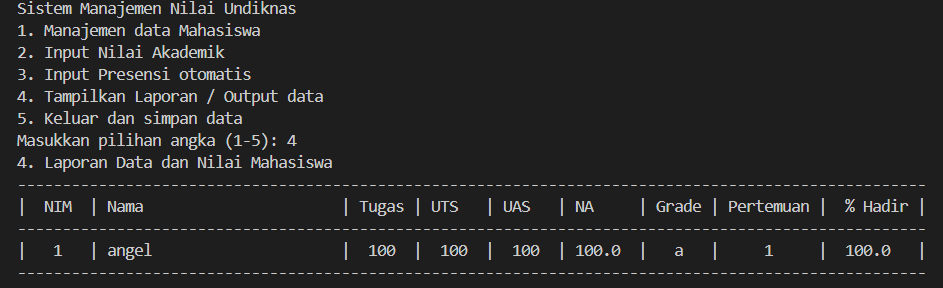 Sistem Manajemen Nilai Undiknas
1. Manajemen data Mahasiswa
2. Input Nilai Akademik
3. Input Presensi otomatis
4. Tampilkan Laporan / Output data
5. Keluar dan simpan data
Masukkan pilihan angka (1-5): 4
4. Laporan Data dan Nilai Mahasiswa
-----------------------------------------------------------------------------------------------------
|  NIM  | Nama                      | Tugas | UTS   | UAS   | NA     | Grade | Pertemuan |  % Hadir |
-----------------------------------------------------------------------------------------------------
|   1   | angel                     |  100  |  100  |  100  | 100.0  |   a   |     1     |  100.0   |
-----------------------------------------------------------------------------------------------------